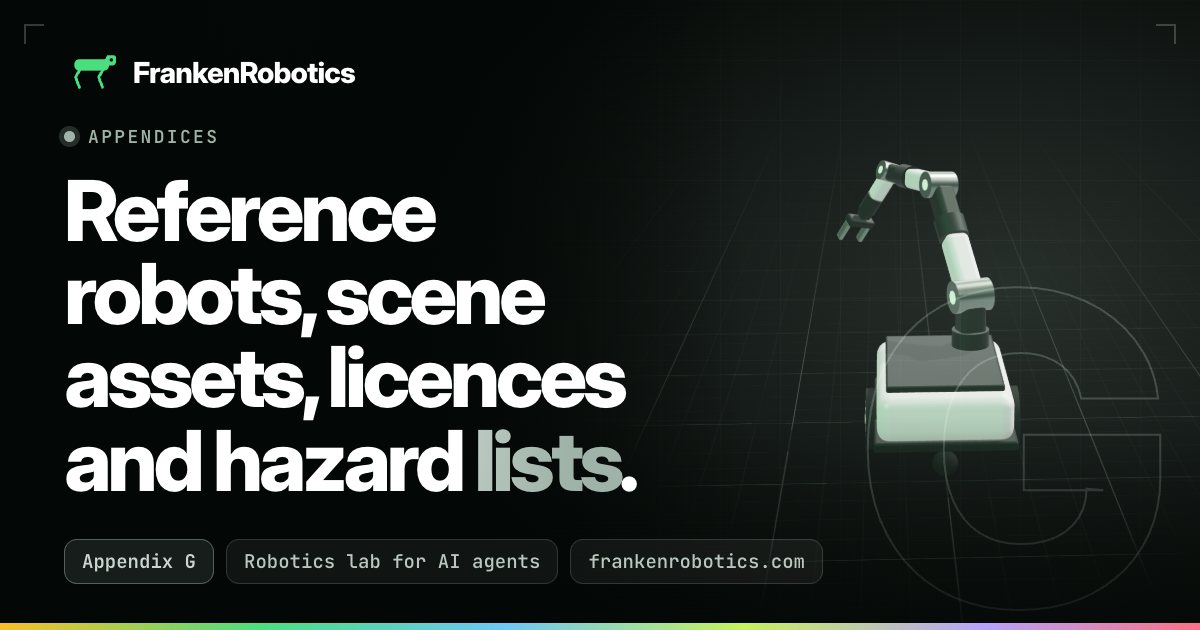 FrankenRobotics
APPENDICES
Reference
robots, scene
assets, licences
and hazard lists.
Appendix G
Robotics lab for AI agents
frankenrobotics.com
G